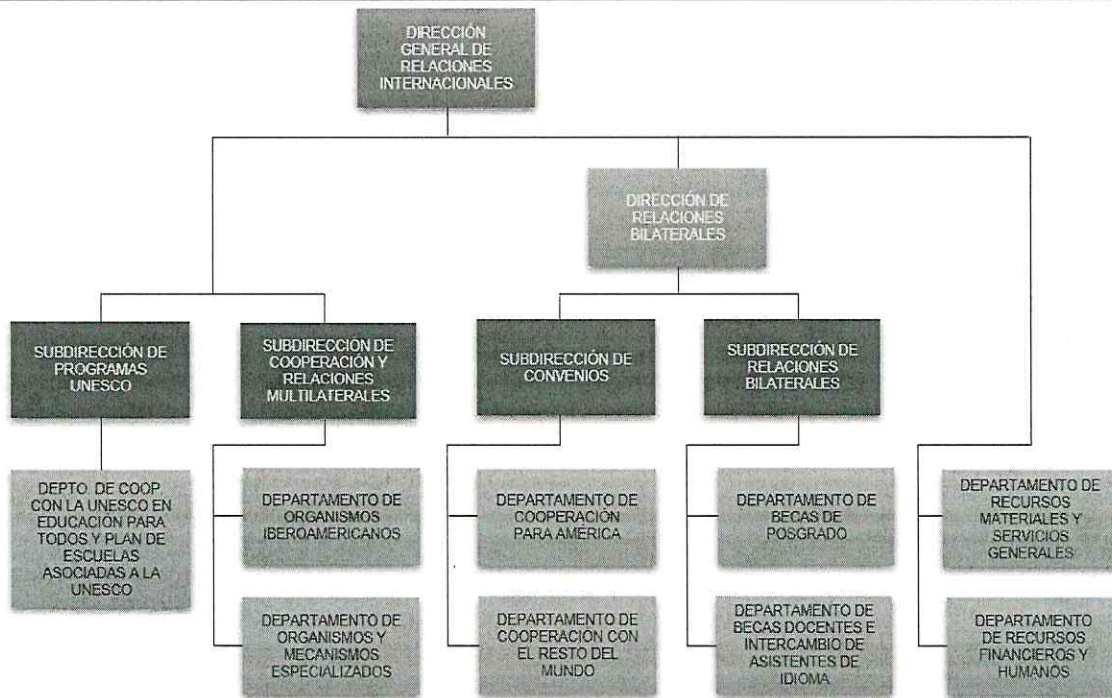 DIRECCIÓN
GENERAL DE
RELACIONES
INTERNACIONALES
DIRECCIÓN DE
RELACIONES
BILATERALES
SUBDIRECCIÓN DE
PROGRAMAS
UNESCO
SUBDIRECCION DE
COOPERACIÓN Y
RELACIONES
MULTILATERALES
SUBDIRECCIÓN DE
CONVENIOS
SUBDIRECCIÓN DE
RELACIONES
BILATERALES
DEPTO. DE COOP
CON LA UNESCO EN
EDUCACIÓN PARA
TODOS Y PLAN DE
ESCUELAS
ASOCIADAS A LA
UNESCO
DEPARTAMENTO DE
ORGANISMOS
IBEROAMERICANOS
DEPARTAMENTO DE
COOPERACIÓN
PARA AMERICA
DEPARTAMENTO DE
BECAS DE
POSGRADO
DEPARTAMENTO DE
RECURSOS
MATERIALES Y
SERVICIOS
GENERALES
DEPARTAMENTO DE
ORGANISMOS Y
MECANISMOS
ESPECIALIZADOS
DEPARTAMENTO DE
COOPERACION CON
EL RESTO DEL
MUNDO
DEPARTAMENTO DE
BECAS DOCENTES E
INTERCAMBIO DE
ASISTENTES DE
IDIOMA
DEPARTAMENTO
DE RECURSOS
FINANCIEROS Y
HUMANOS